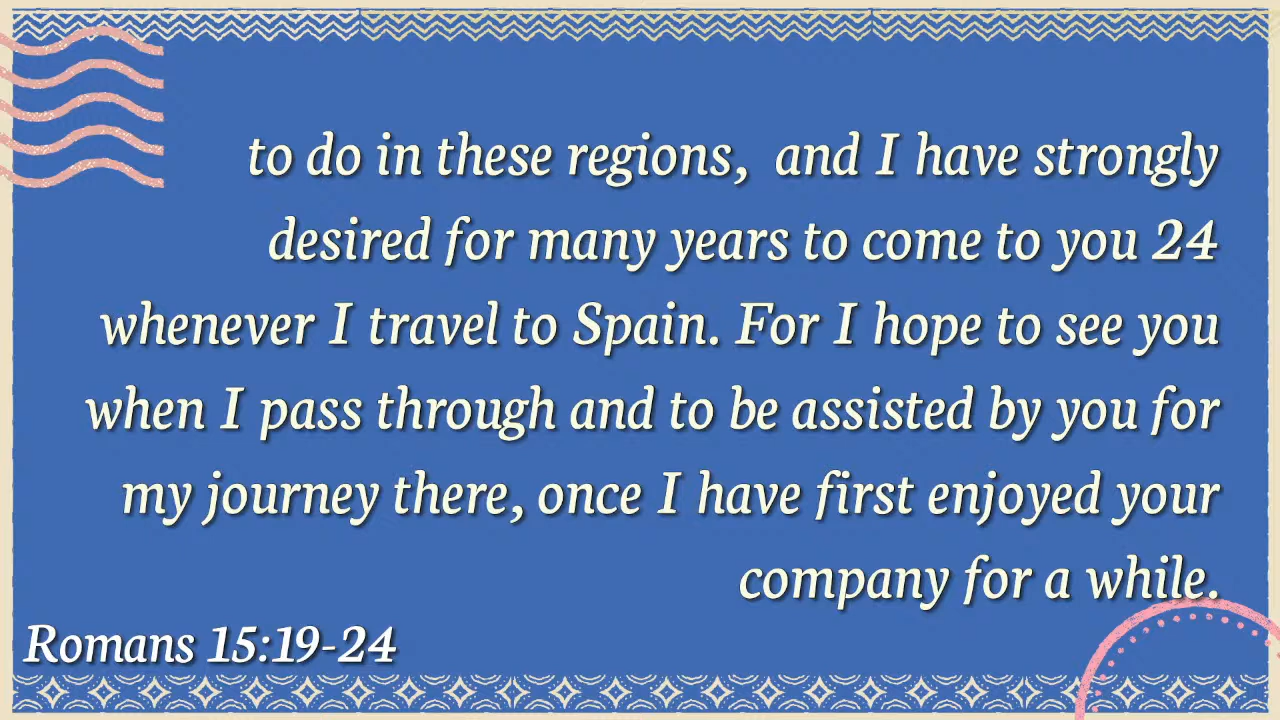 to do in these regions,  and I have strongly
desired for many years to come to you 24
whenever I travel to Spain. For I hope to see you
when I pass through and to be assisted by you for
my journey there, once I have first enjoyed your
company for a while.
Romans 15:19-24